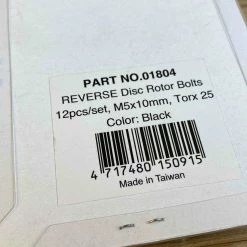 PART NO.01804
REVERSE Disc Rotor Bolts
12pcs/set, M5x10mm, Torx 25
Color: Black
4 717480 150915
Made in Taiwan